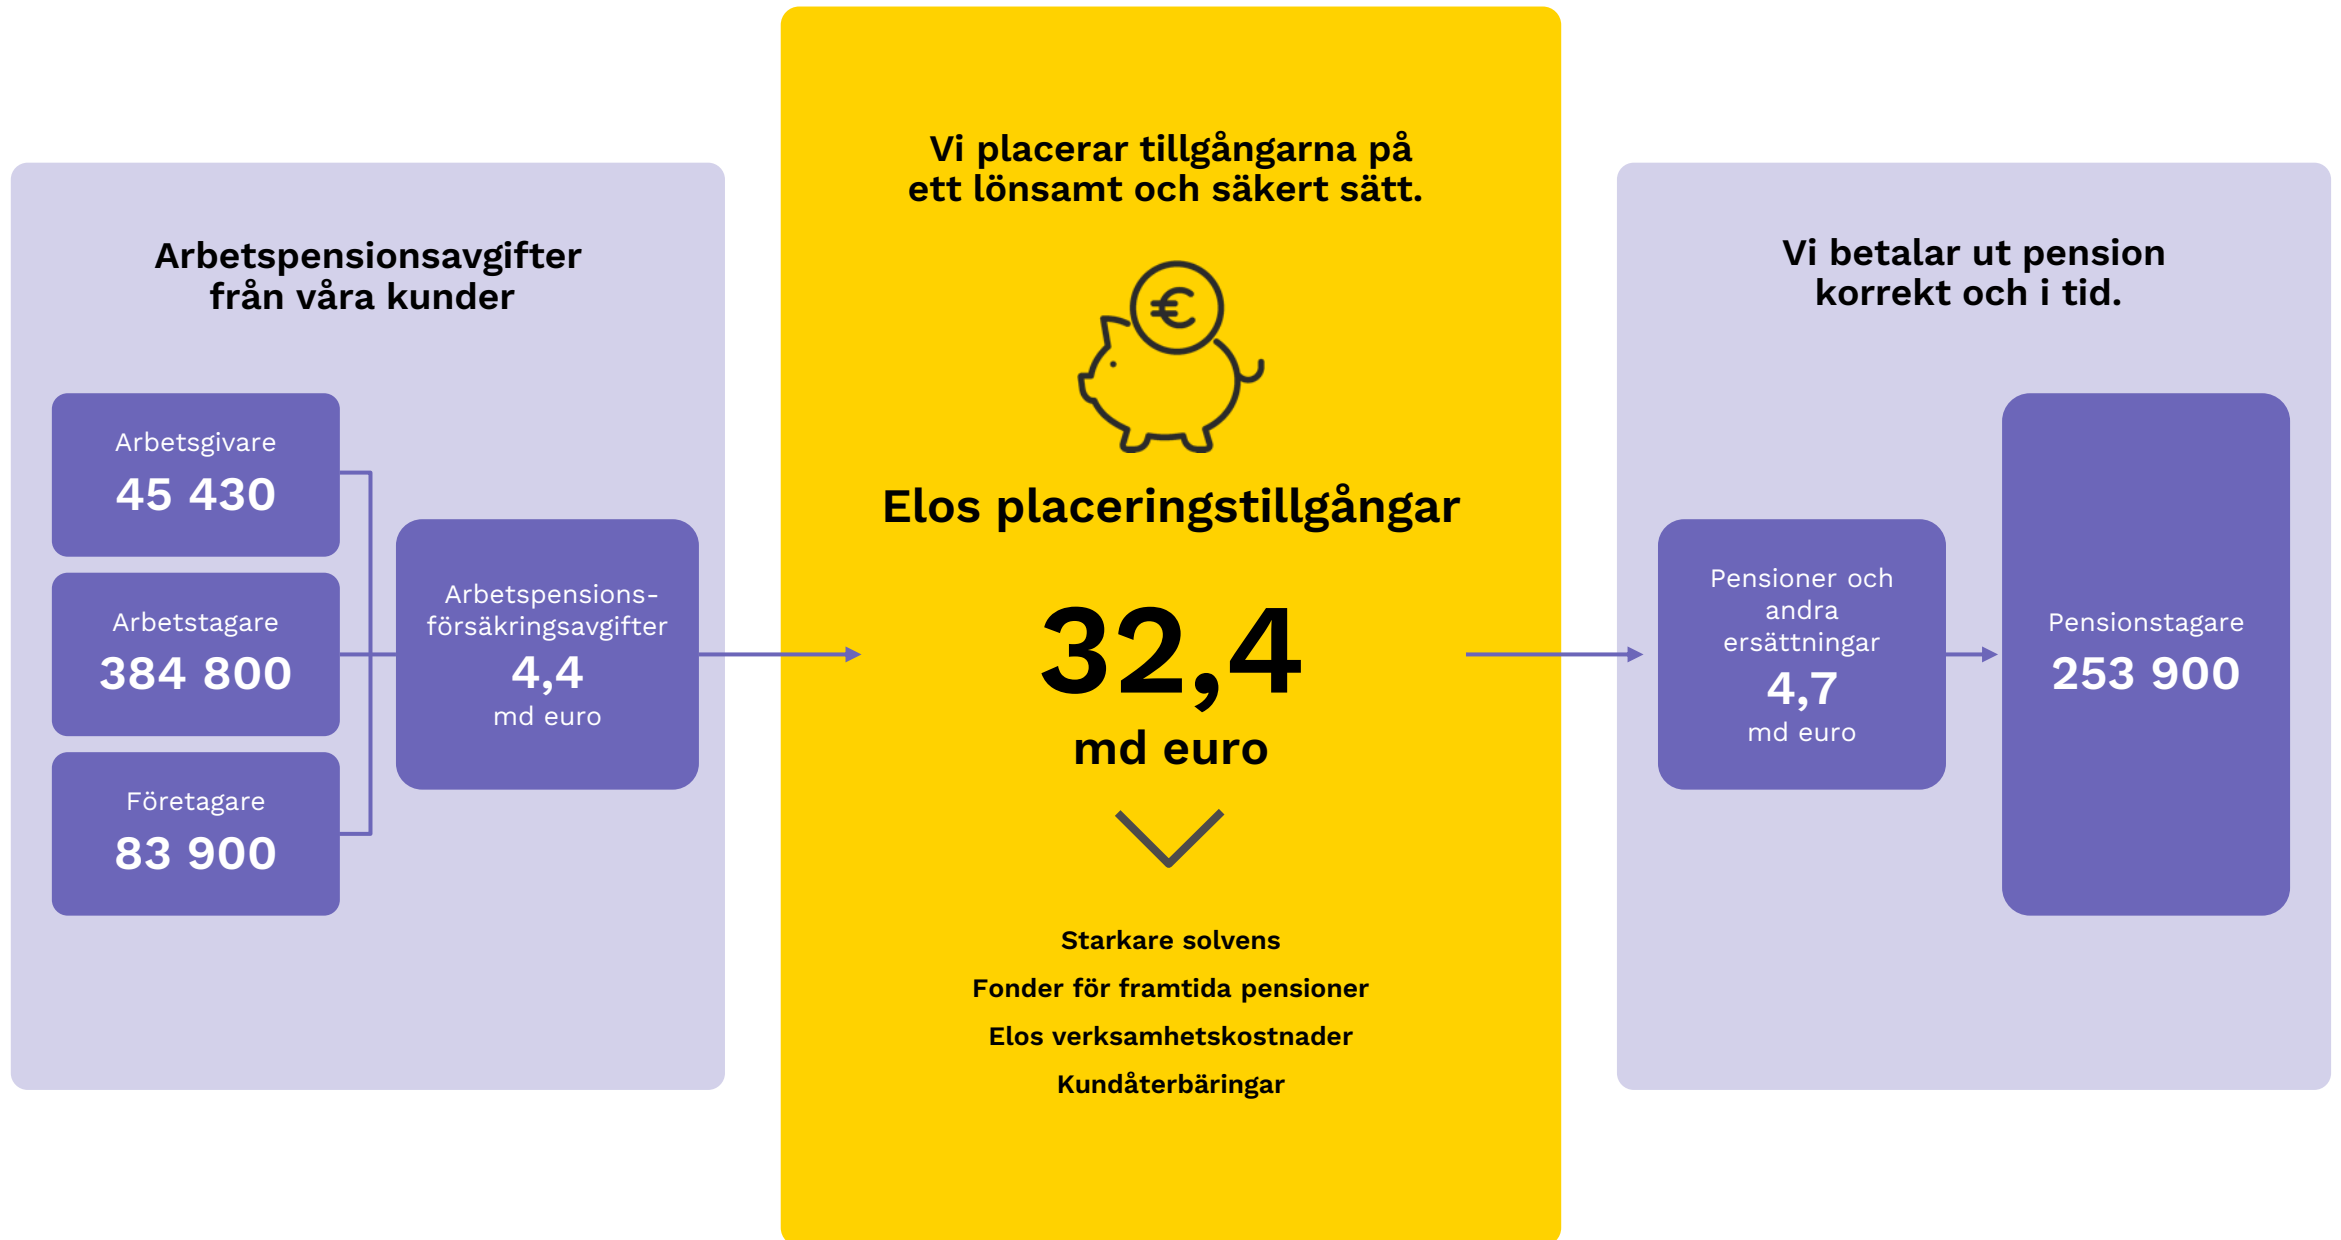 Arbetspensionsavgifter
från våra kunder
Arbetsgivare
45 430
Arbetstagare
384 800
Företagare
83 900
Arbetspensions-
försäkringsavgifter
4,4
md euro
Vi placerar tillgångarna på
ett lönsamt och säkert sätt.
€
Elos placeringstillgångar
32,4
md euro
Starkare solvens
Fonder för framtida pensioner
Elos verksamhetskostnader
Kundåterbäringar
Vi betalar ut pension
korrekt och i tid.
Pensioner och
andra
ersättningar
4,7
md euro
Pensionstagare
253 900